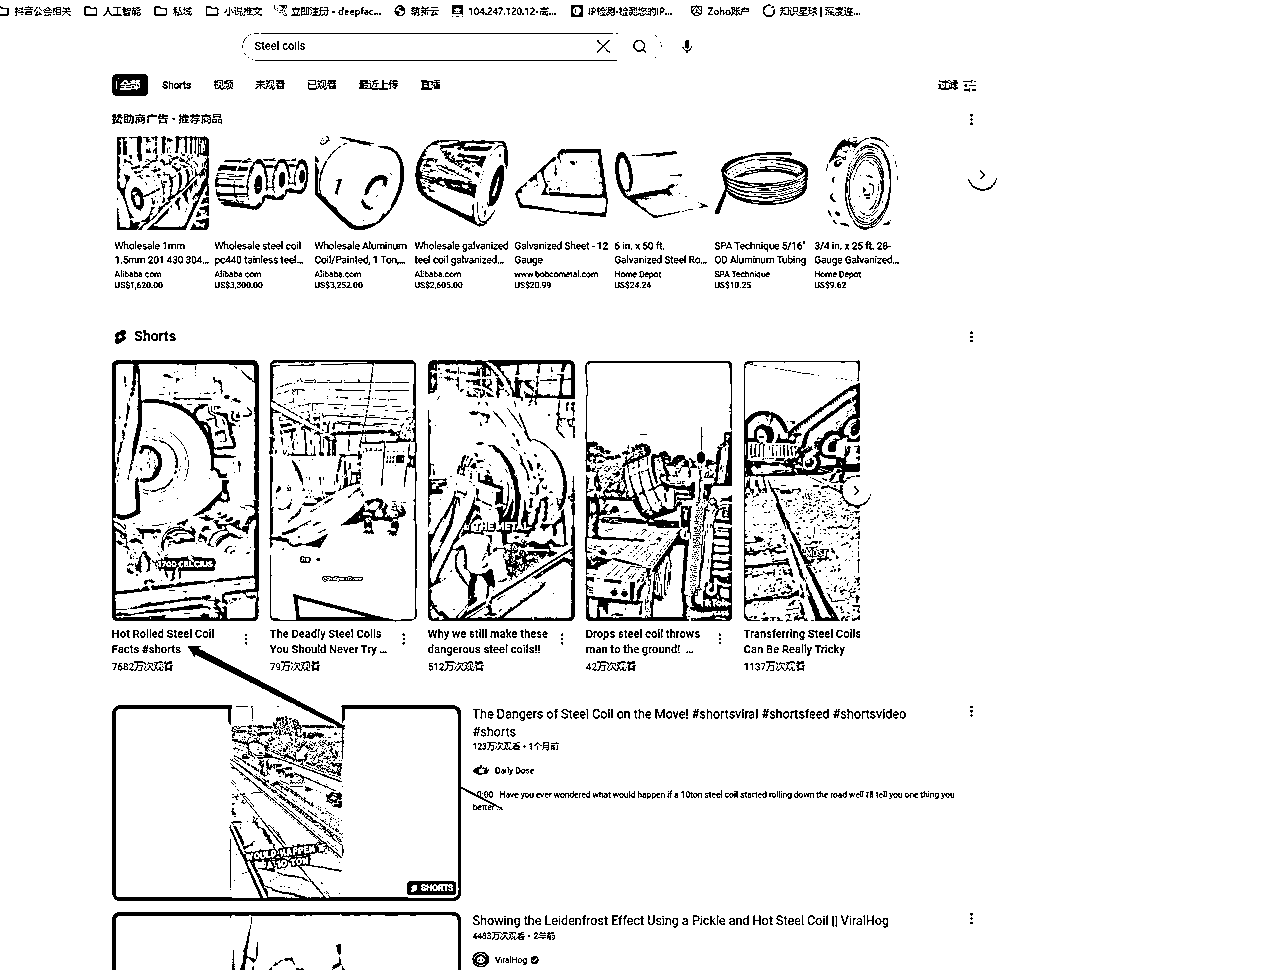 抖音公会相关 人工智能 私域 小说推文 立即注册 - deepfac... 萌新云 104.247.120.12-高... IP检测-检测您的IP... Zoho账户 知识星球 | 深度连...
Steel coils
全部 Shorts 视频 未观看 已观看 最近上传 直播 过滤
赞助商广告 · 推荐商品
Wholesale 1mm
1.5mm 201 430 304...
Alibaba.com
US$1,620.00
Wholesale steel coil
pc440 tainless teel...
Alibaba.com
US$3,300.00
Wholesale Aluminum
Coil/Painted, 1 Ton,...
Alibaba.com
US$3,252.00
Wholesale galvanized
teel coil galvanized...
Alibaba.com
US$2,605.00
Galvanized Sheet - 12
Gauge
www.bobcometal.com
US$20.99
6 in. x 50 ft.
Galvanized Steel Ro...
Home Depot
US$24.24
SPA Technique 5/16"
OD Aluminum Tubing
SPA Technique
US$10.25
3/4 in. x 25 ft. 28-
Gauge Galvanized...
Home Depot
US$9.62
Shorts
1200 CELCIUS
THE METAL
Hot Rolled Steel Coil
Facts #shorts
7682万次观看
The Deadly Steel Coils
You Should Never Try ...
79万次观看
Why we still make these
dangerous steel coils!!
512万次观看
Drops steel coil throws
man to the ground! ...
42万次观看
Transferring Steel Coils
Can Be Really Tricky
1137万次观看
WOULD HAPPEN IF
A 10 TON
SHORTS
The Dangers of Steel Coil on the Move! #shortsviral #shortsfeed #shortsvideo
#shorts
123万次观看 · 1个月前
Daily Dose
0:00 Have you ever wondered what would happen if a 10ton steel coil started rolling down the road well I'll tell you one thing you
better...
Showing the Leidenfrost Effect Using a Pickle and Hot Steel Coil || ViralHog
4483万次观看 · 2年前
ViralHog